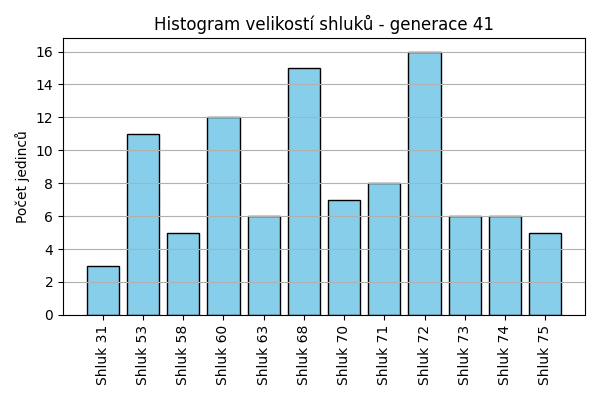 Histogram velikostí shluků - generace 41
Počet jedinců
16
14
12
10
8
6
4
2
0
Shluk 31
Shluk 53
Shluk 58
Shluk 60
Shluk 63
Shluk 68
Shluk 70
Shluk 71
Shluk 72
Shluk 73
Shluk 74
Shluk 75